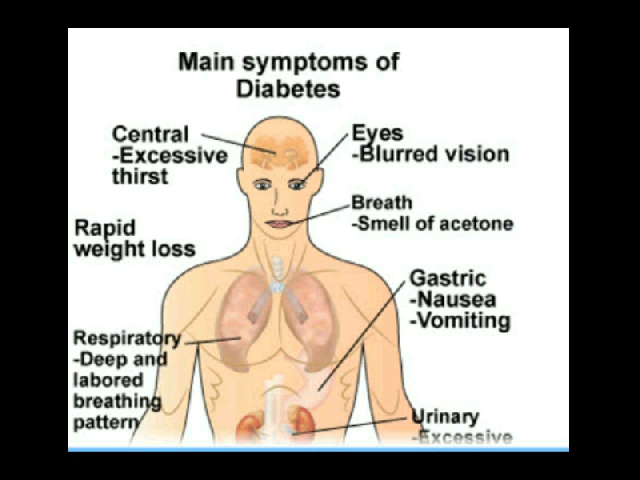 Main symptoms of
Diabetes
Central
-Excessive
thirst
Eyes
-Blurred vision
Breath
-Smell of acetone
Rapid
weight loss
Gastric
-Nausea
-Vomiting
Respiratory
-Deep and
labored
breathing
pattern
Urinary
-Excessive